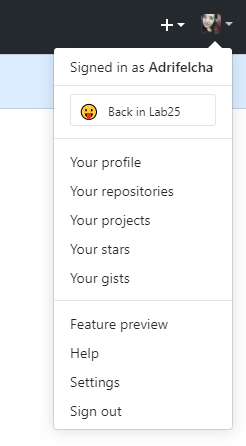 Signed in as Adrifelcha
Back in Lab25
Your profile
Your repositories
Your projects
Your stars
Your gists
Feature preview
Help
Settings
Sign out